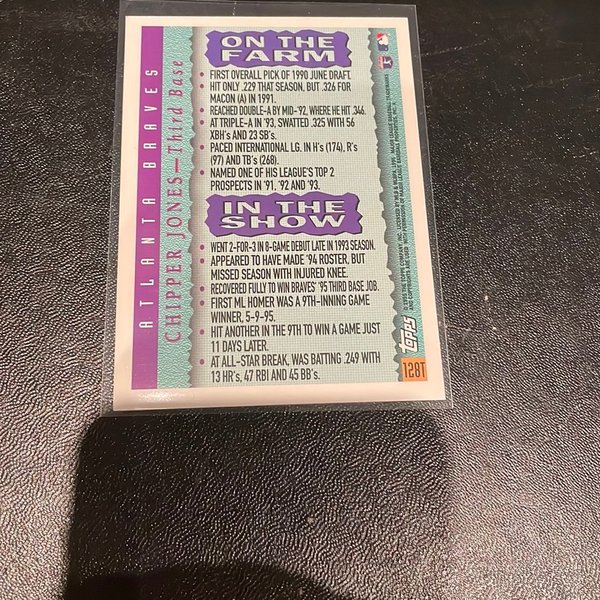 ATLANTA BRAVES
CHIPPER JONES—Third Base
ON THE
FARM
• FIRST OVERALL PICK OF 1990 JUNE DRAFT.
• HIT ONLY .229 THAT SEASON, BUT .326 FOR
MACON (A) IN 1991.
• REACHED DOUBLE-A BY MID-'92, WHERE HE HIT .346.
• AT TRIPLE-A IN '93, SWATTED .325 WITH 56
XBH's AND 23 SB's.
• PACED INTERNATIONAL LG. IN H's (174), R's
(97) AND TB's (268).
• NAMED ONE OF HIS LEAGUE'S TOP 2
PROSPECTS IN '91, '92 AND '93.
IN THE
SHOW
• WENT 2-FOR-3 IN 8-GAME DEBUT LATE IN 1993 SEASON.
• APPEARED TO HAVE MADE '94 ROSTER, BUT
MISSED SEASON WITH INJURED KNEE.
• RECOVERED FULLY TO WIN BRAVES' '95 THIRD BASE JOB.
• FIRST ML HOMER WAS A 9TH-INNING GAME
WINNER, 5-9-95.
• HIT ANOTHER IN THE 9TH TO WIN A GAME JUST
11 DAYS LATER.
• AT ALL-STAR BREAK, WAS BATTING .249 WITH
13 HR's, 47 RBI AND 45 BB's.
Topps
128T